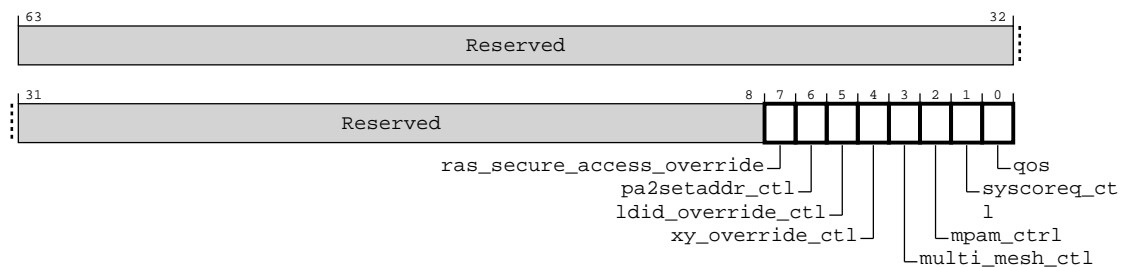 63 32
Reserved
31 8 7 6 5 4 3 2 1 0
Reserved
ras_secure_access_override qos
pa2setaddr_ctl syscoreq_ct
ldid_override_ctl l
xy_override_ctl mpam_ctrl
multi_mesh_ctl